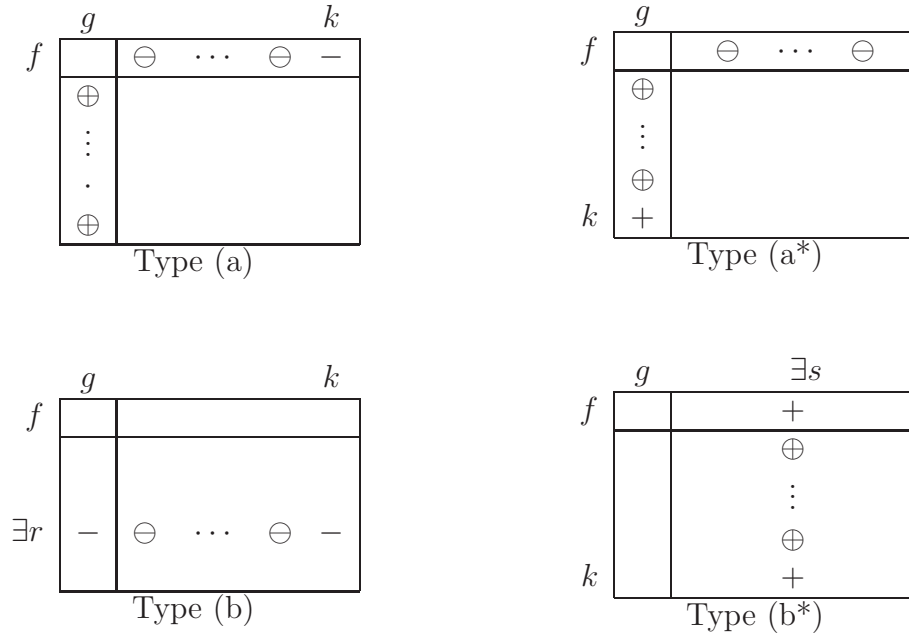 g k
f ⊖ ⋯ ⊖ −
⊕
⋮
·
⊕
Type (a)
g
f ⊖ ⋯ ⊖
⊕
⋮
⊕
k +
Type (a*)
g k
f
∃r − ⊖ ⋯ ⊖ −
Type (b)
g ∃s
f +
⊕
⋮
⊕
k +
Type (b*)